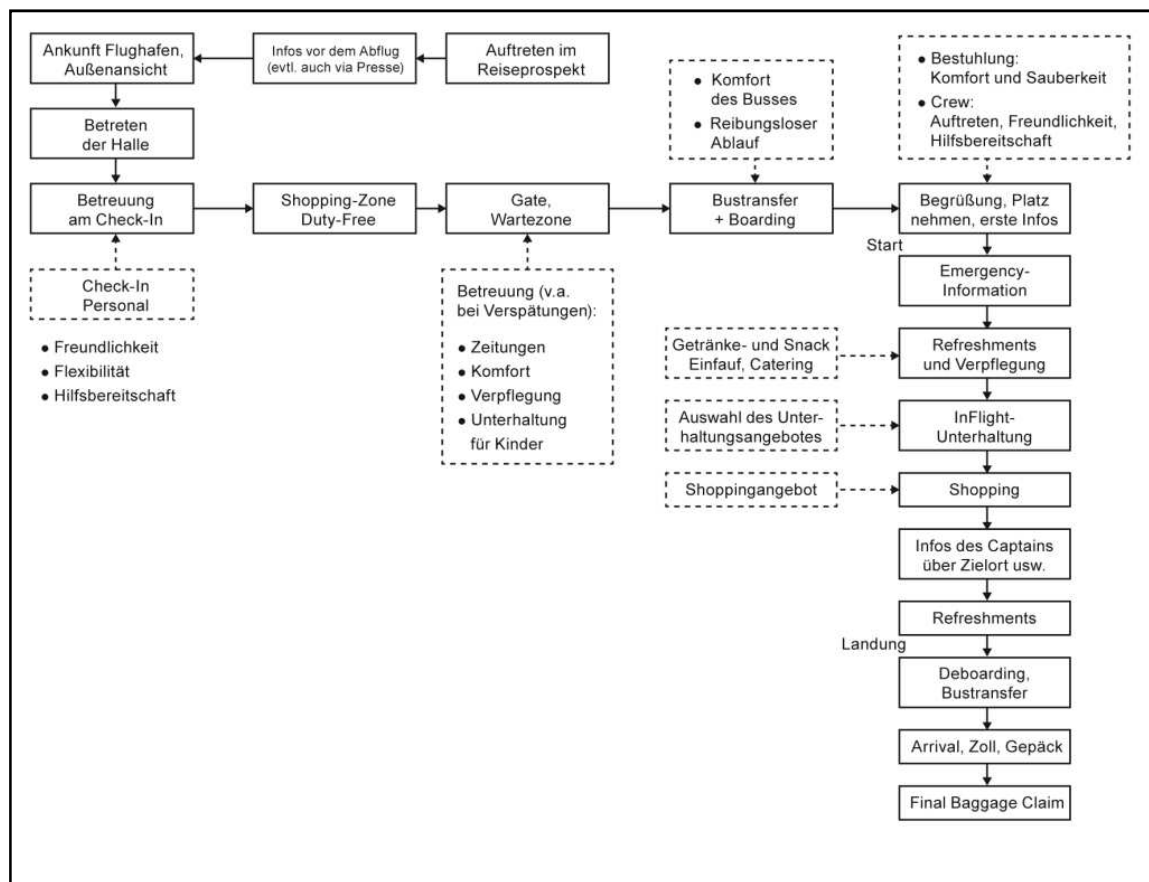 Ankunft Flughafen,
Außenansicht
Infos vor dem Abflug
(evtl. auch via Presse)
Auftreten im
Reiseprospekt
Betreten
der Halle
● Komfort
des Busses
● Reibungsloser
Ablauf
● Bestuhlung:
Komfort und Sauberkeit
● Crew:
Auftreten, Freundlichkeit,
Hilfsbereitschaft
Betreuung
am Check-In
Shopping-Zone
Duty-Free
Gate,
Wartezone
Bustransfer
+ Boarding
Begrüßung, Platz
nehmen, erste Infos
Start
Check-In
Personal
● Freundlichkeit
● Flexibilität
● Hilfsbereitschaft
Betreuung (v.a.
bei Verspätungen):
● Zeitungen
● Komfort
● Verpflegung
● Unterhaltung
für Kinder
Emergency-
Information
Getränke- und Snack
Einfauf, Catering
Refreshments
und Verpflegung
Auswahl des Unter-
haltungsangebotes
InFlight-
Unterhaltung
Shoppingangebot
Shopping
Infos des Captains
über Zielort usw.
Refreshments
Landung
Deboarding,
Bustransfer
Arrival, Zoll, Gepäck
Final Baggage Claim